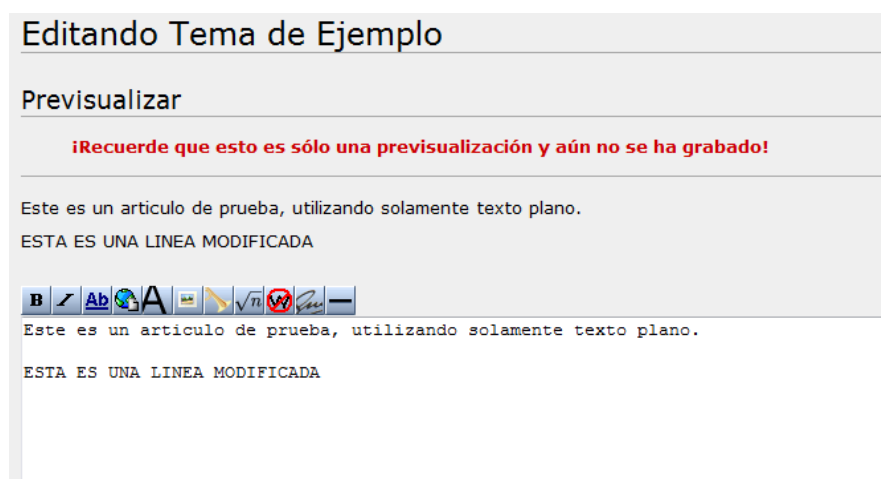 Editando Tema de Ejemplo
Previsualizar
¡Recuerde que esto es sólo una previsualización y aún no se ha grabado!
Este es un articulo de prueba, utilizando solamente texto plano.
ESTA ES UNA LINEA MODIFICADA
B I Ab A √n W
Este es un articulo de prueba, utilizando solamente texto plano.
ESTA ES UNA LINEA MODIFICADA